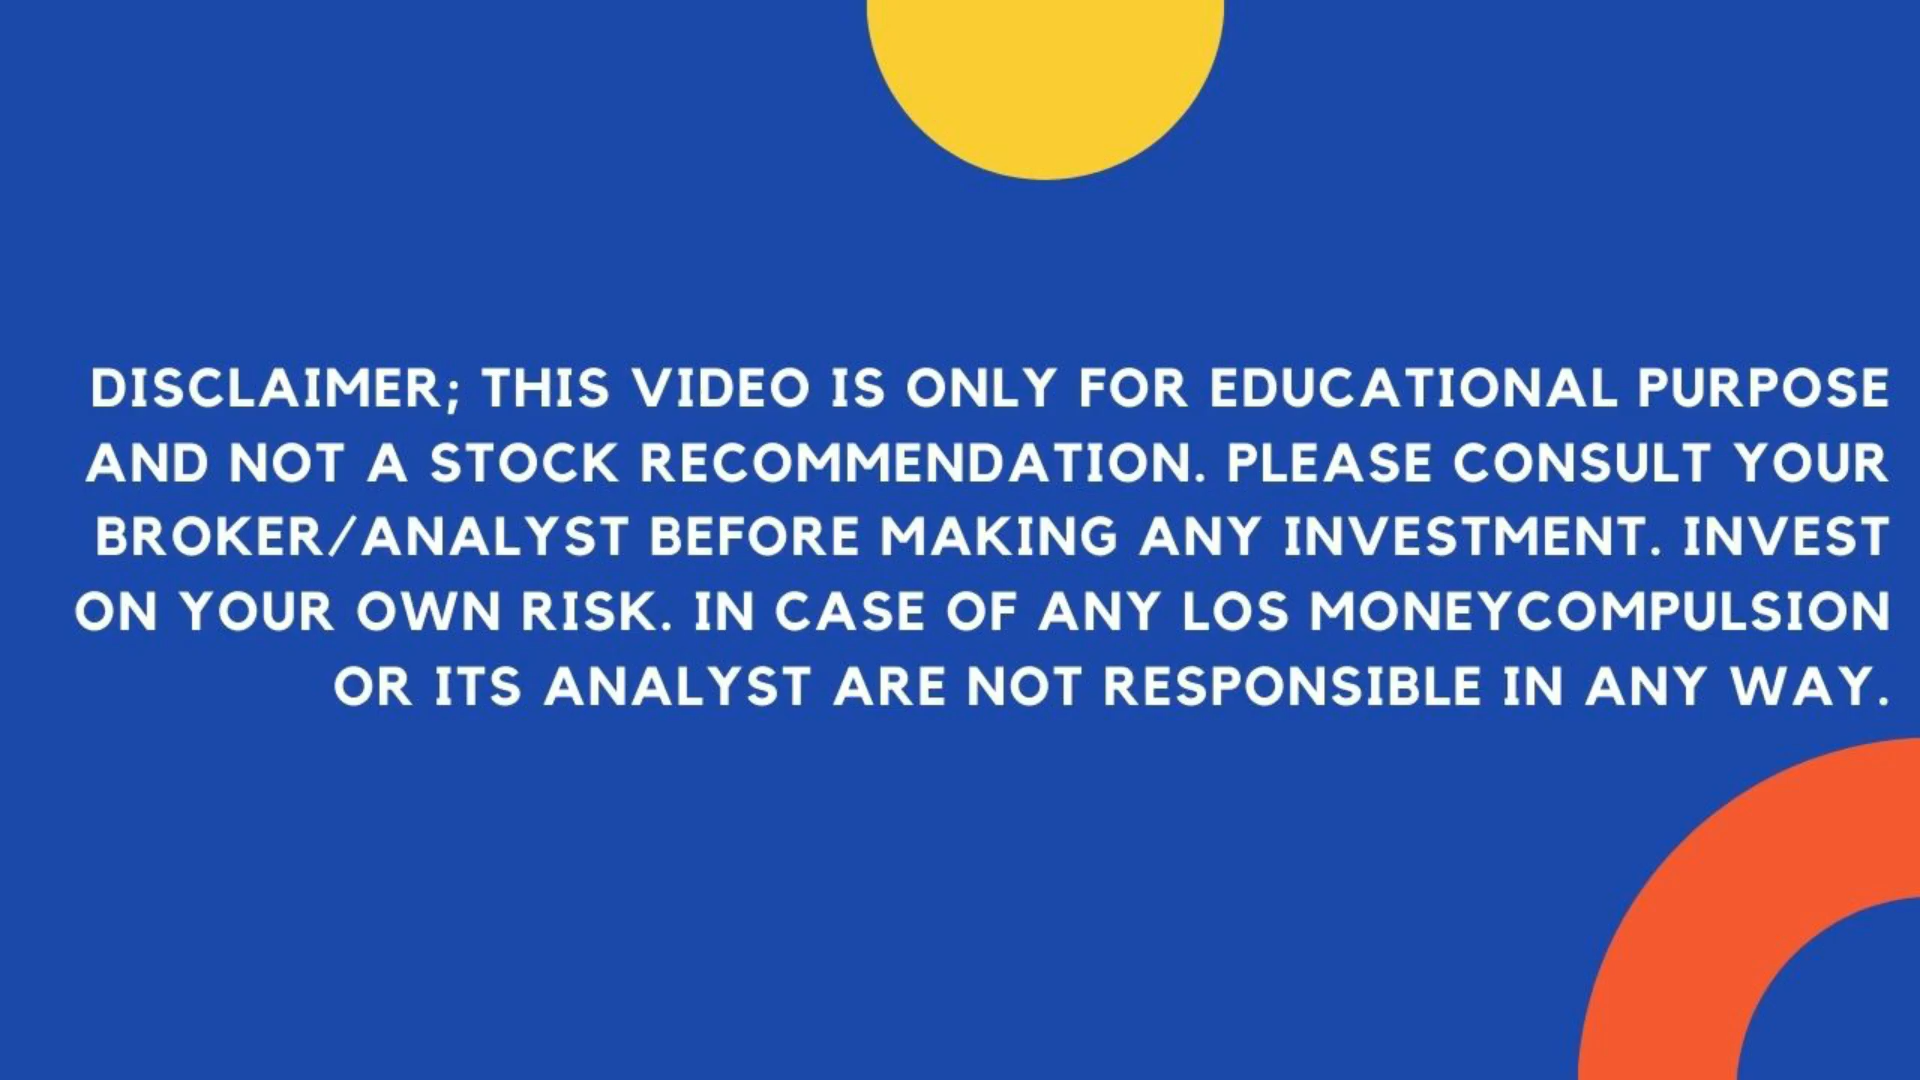 DISCLAIMER; THIS VIDEO IS ONLY FOR EDUCATIONAL PURPOSE
AND NOT A STOCK RECOMMENDATION. PLEASE CONSULT YOUR
BROKER/ANALYST BEFORE MAKING ANY INVESTMENT. INVEST
ON YOUR OWN RISK. IN CASE OF ANY LOS MONEYCOMPULSION
OR ITS ANALYST ARE NOT RESPONSIBLE IN ANY WAY.